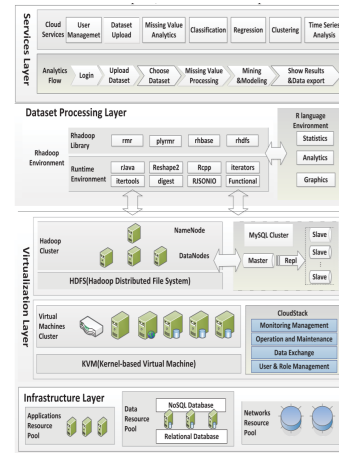 Services Layer
Cloud Services
User Managemet
Dataset Upload
Missing Value Analytics
Classification
Regression
Clustering
Time Series Analysis
Analytics Flow
Login
Upload Dataset
Choose Dataset
Missing Value Processing
Mining &Modeling
Show Results &Data export
Dataset Processing Layer
R language Environment
Statistics
Analytics
Graphics
Rhadoop Environment
Rhadoop Library
rmr
plyrmr
rhbase
rhdfs
Runtime Environment
rJava
Reshape2
Rcpp
iterators
itertools
digest
RJSONIO
Functional
Virtualization Layer
Hadoop Cluster
NameNode
DataNodes
HDFS(Hadoop Distributed File System)
MySQL Cluster
Master
Repl
Slave
Slave
Slave
Virtual Machines Cluster
KVM(Kernel-based Virtual Machine)
CloudStack
Monitoring Management
Operation and Maintenance
Data Exchange
User & Role Management
Infrastructure Layer
Applications Resource Pool
Data Resource Pool
NoSQL Database
Relational Database
Networks Resource Pool